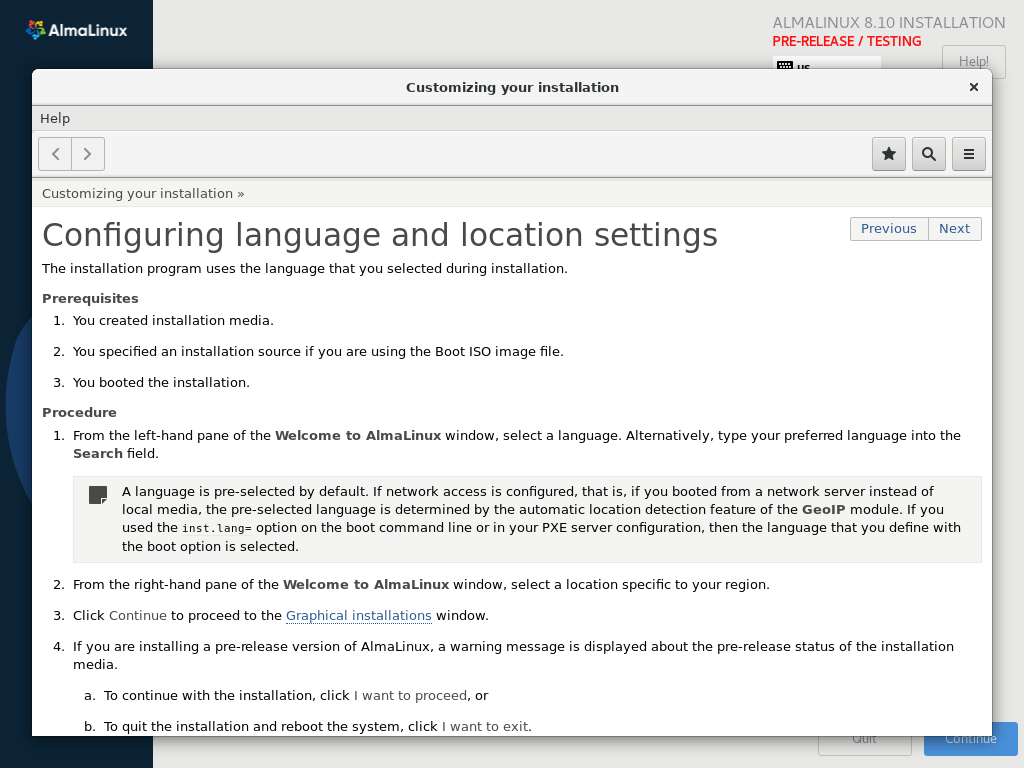 AlmaLinux
ALMALINUX 8.10 INSTALLATION
PRE-RELEASE / TESTING
us
Help!
Customizing your installation
Help
Customizing your installation »
Configuring language and location settings
Previous
Next
The installation program uses the language that you selected during installation.
Prerequisites
1. You created installation media.
2. You specified an installation source if you are using the Boot ISO image file.
3. You booted the installation.
Procedure
1. From the left-hand pane of the Welcome to AlmaLinux window, select a language. Alternatively, type your preferred language into the
Search field.
A language is pre-selected by default. If network access is configured, that is, if you booted from a network server instead of
local media, the pre-selected language is determined by the automatic location detection feature of the GeoIP module. If you
used the inst.lang= option on the boot command line or in your PXE server configuration, then the language that you define with
the boot option is selected.
2. From the right-hand pane of the Welcome to AlmaLinux window, select a location specific to your region.
3. Click Continue to proceed to the Graphical installations window.
4. If you are installing a pre-release version of AlmaLinux, a warning message is displayed about the pre-release status of the installation
media.
a. To continue with the installation, click I want to proceed, or
b. To quit the installation and reboot the system, click I want to exit.
Quit
Continue